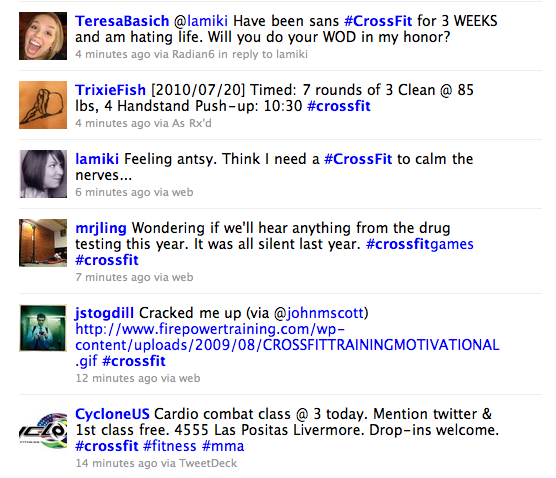 TeresaBasich @lamiki Have been sans #CrossFit for 3 WEEKS
and am hating life. Will you do your WOD in my honor?
4 minutes ago via Radian6 in reply to lamiki
TrixieFish [2010/07/20] Timed: 7 rounds of 3 Clean @ 85
lbs, 4 Handstand Push-up: 10:30 #crossfit
4 minutes ago via As Rx'd
lamiki Feeling antsy. Think I need a #CrossFit to calm the
nerves...
6 minutes ago via web
mrjling Wondering if we'll hear anything from the drug
testing this year. It was all silent last year. #crossfitgames
#crossfit
7 minutes ago via web
jstogdill Cracked me up (via @johnmscott)
http://www.firepowertraining.com/wp-
content/uploads/2009/08/CROSSFITTRAININGMOTIVATIONAL
.gif #crossfit
12 minutes ago via web
CycloneUS Cardio combat class @ 3 today. Mention twitter &
1st class free. 4555 Las Positas Livermore. Drop-ins welcome.
#crossfit #fitness #mma
14 minutes ago via TweetDeck